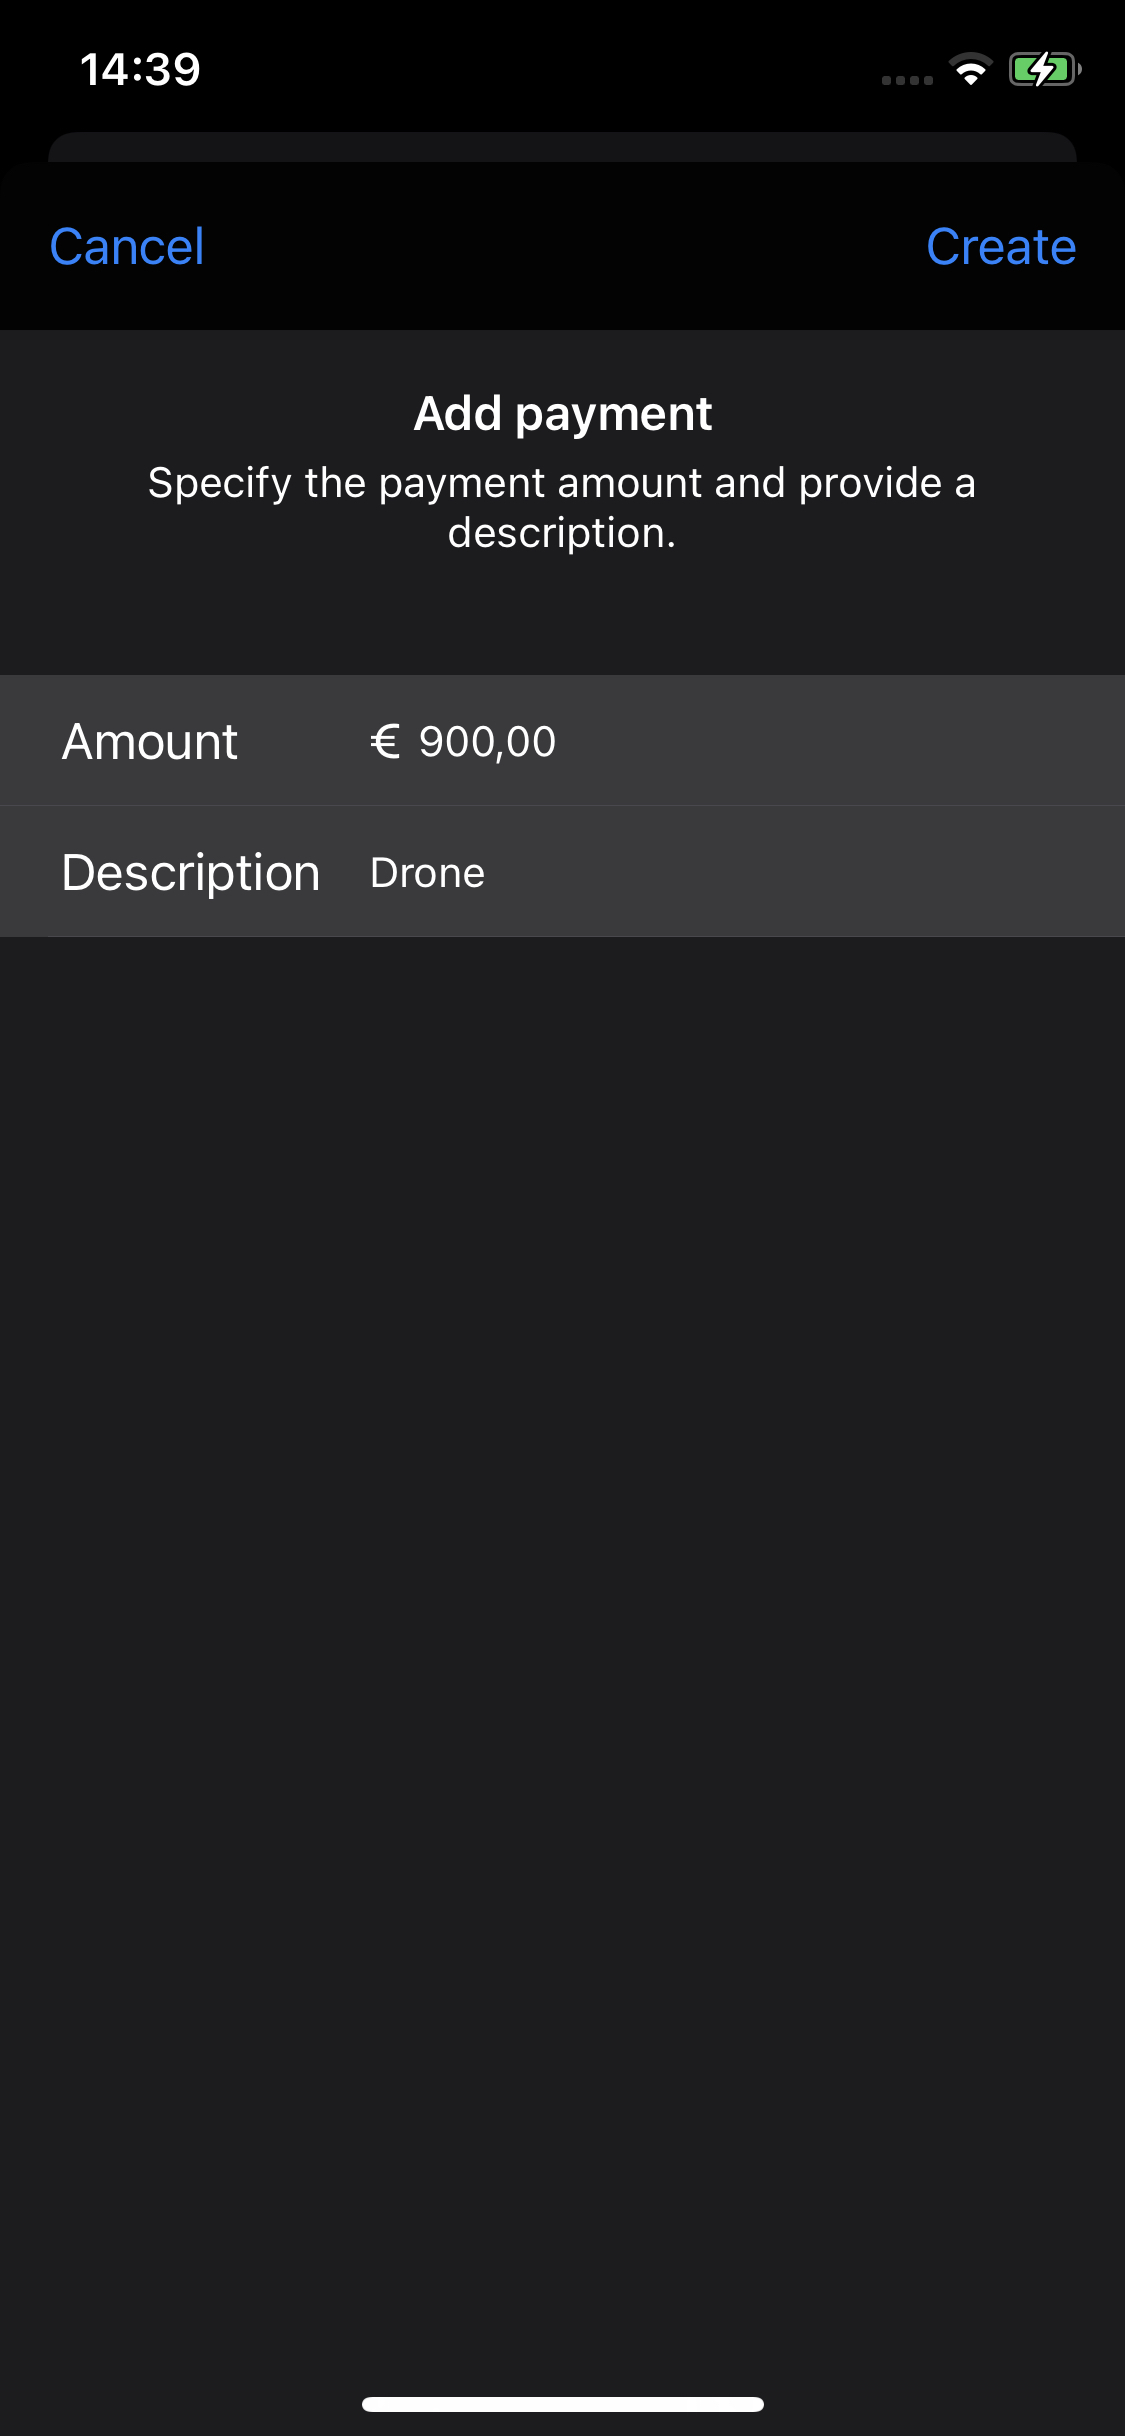 14:39
Cancel
Create
Add payment
Specify the payment amount and provide a
description.
Amount
€ 900,00
Description
Drone